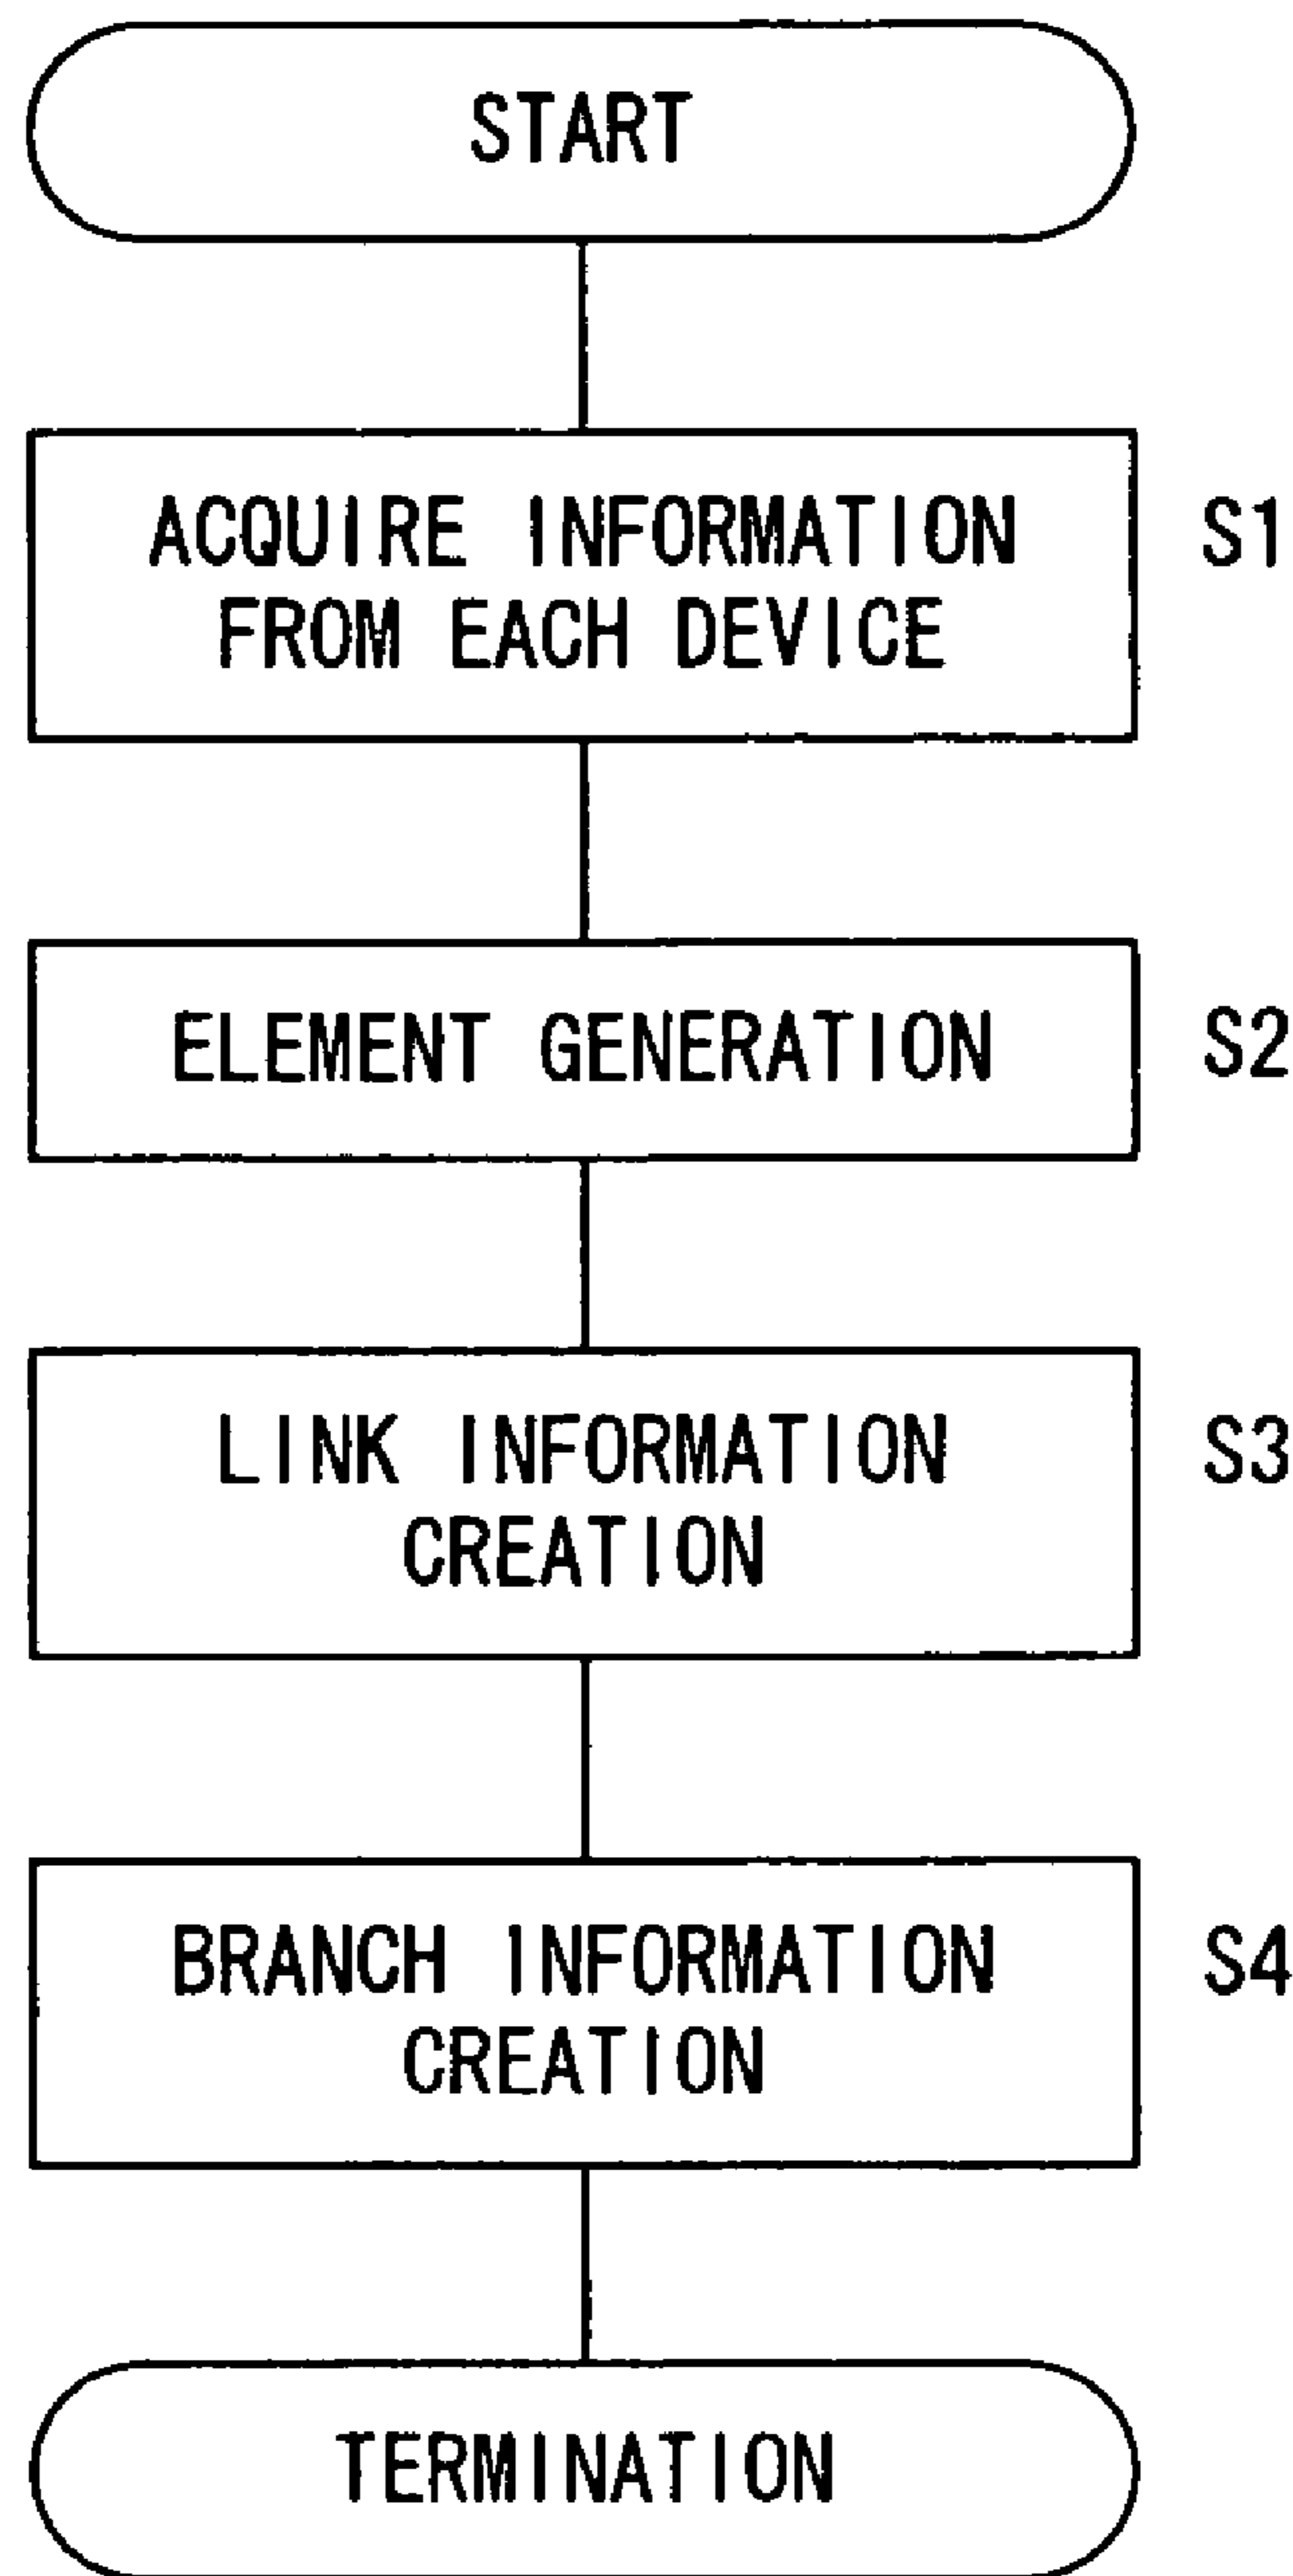 START
ACQUIRE INFORMATION
FROM EACH DEVICE
S1
ELEMENT GENERATION
S2
LINK INFORMATION
CREATION
S3
BRANCH INFORMATION
CREATION
S4
TERMINATION